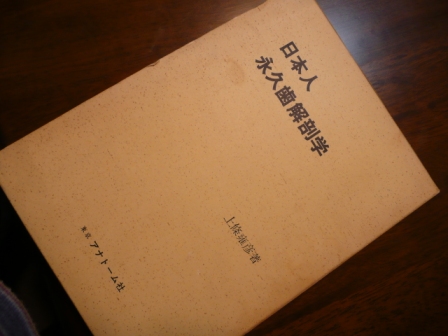 日本人
永久歯解剖学
上條雍彦著
東京 アナトーム社